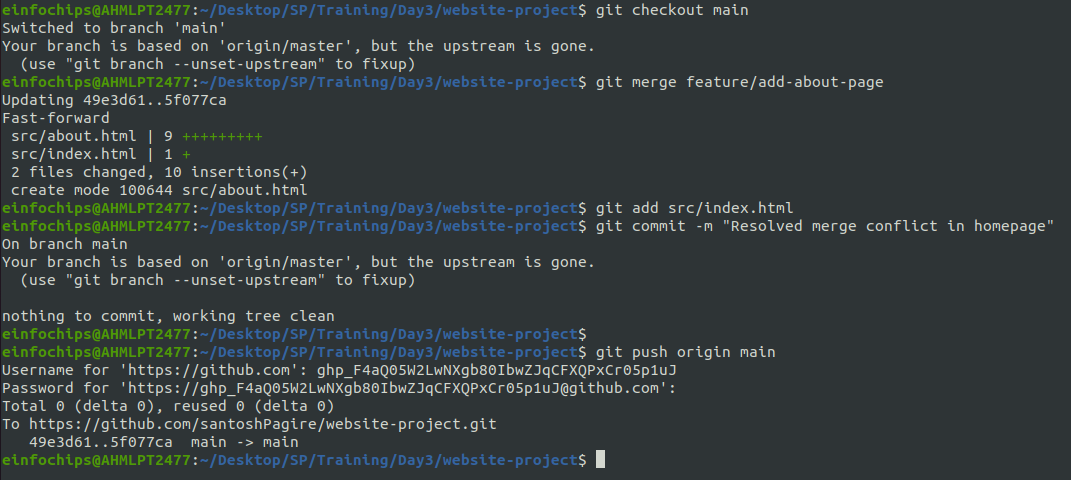 einfochips@AHMLPT2477:~/Desktop/SP/Training/Day3/website-project$ git checkout main
Switched to branch 'main'
Your branch is based on 'origin/master', but the upstream is gone.
  (use "git branch --unset-upstream" to fixup)
einfochips@AHMLPT2477:~/Desktop/SP/Training/Day3/website-project$ git merge feature/add-about-page
Updating 49e3d61..5f077ca
Fast-forward
 src/about.html | 9 +++++++++
 src/index.html | 1 +
 2 files changed, 10 insertions(+)
 create mode 100644 src/about.html
einfochips@AHMLPT2477:~/Desktop/SP/Training/Day3/website-project$ git add src/index.html
einfochips@AHMLPT2477:~/Desktop/SP/Training/Day3/website-project$ git commit -m "Resolved merge conflict in homepage"
On branch main
Your branch is based on 'origin/master', but the upstream is gone.
  (use "git branch --unset-upstream" to fixup)

nothing to commit, working tree clean
einfochips@AHMLPT2477:~/Desktop/SP/Training/Day3/website-project$
einfochips@AHMLPT2477:~/Desktop/SP/Training/Day3/website-project$ git push origin main
Username for 'https://github.com': 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
Password for 'https://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@github.com':
Total 0 (delta 0), reused 0 (delta 0)
To https://github.com/santoshPagire/website-project.git
   49e3d61..5f077ca  main -> main
einfochips@AHMLPT2477:~/Desktop/SP/Training/Day3/website-project$